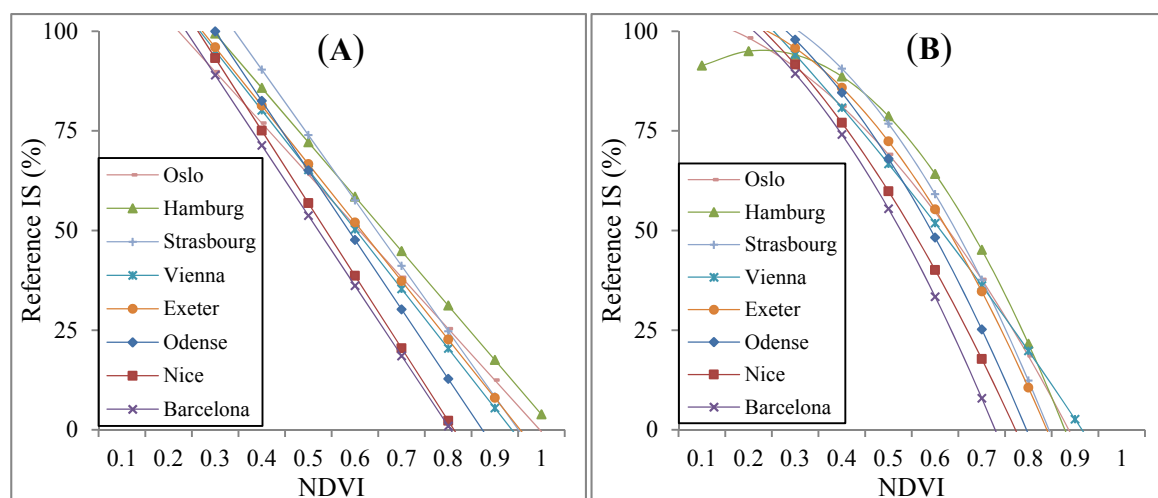 (A)
Reference IS (%)
100
75
50
25
0
Oslo
Hamburg
Strasbourg
Vienna
Exeter
Odense
Nice
Barcelona
0.1 0.2 0.3 0.4 0.5 0.6 0.7 0.8 0.9 1
NDVI
(B)
Reference IS (%)
100
75
50
25
0
Oslo
Hamburg
Strasbourg
Vienna
Exeter
Odense
Nice
Barcelona
0.1 0.2 0.3 0.4 0.5 0.6 0.7 0.8 0.9 1
NDVI